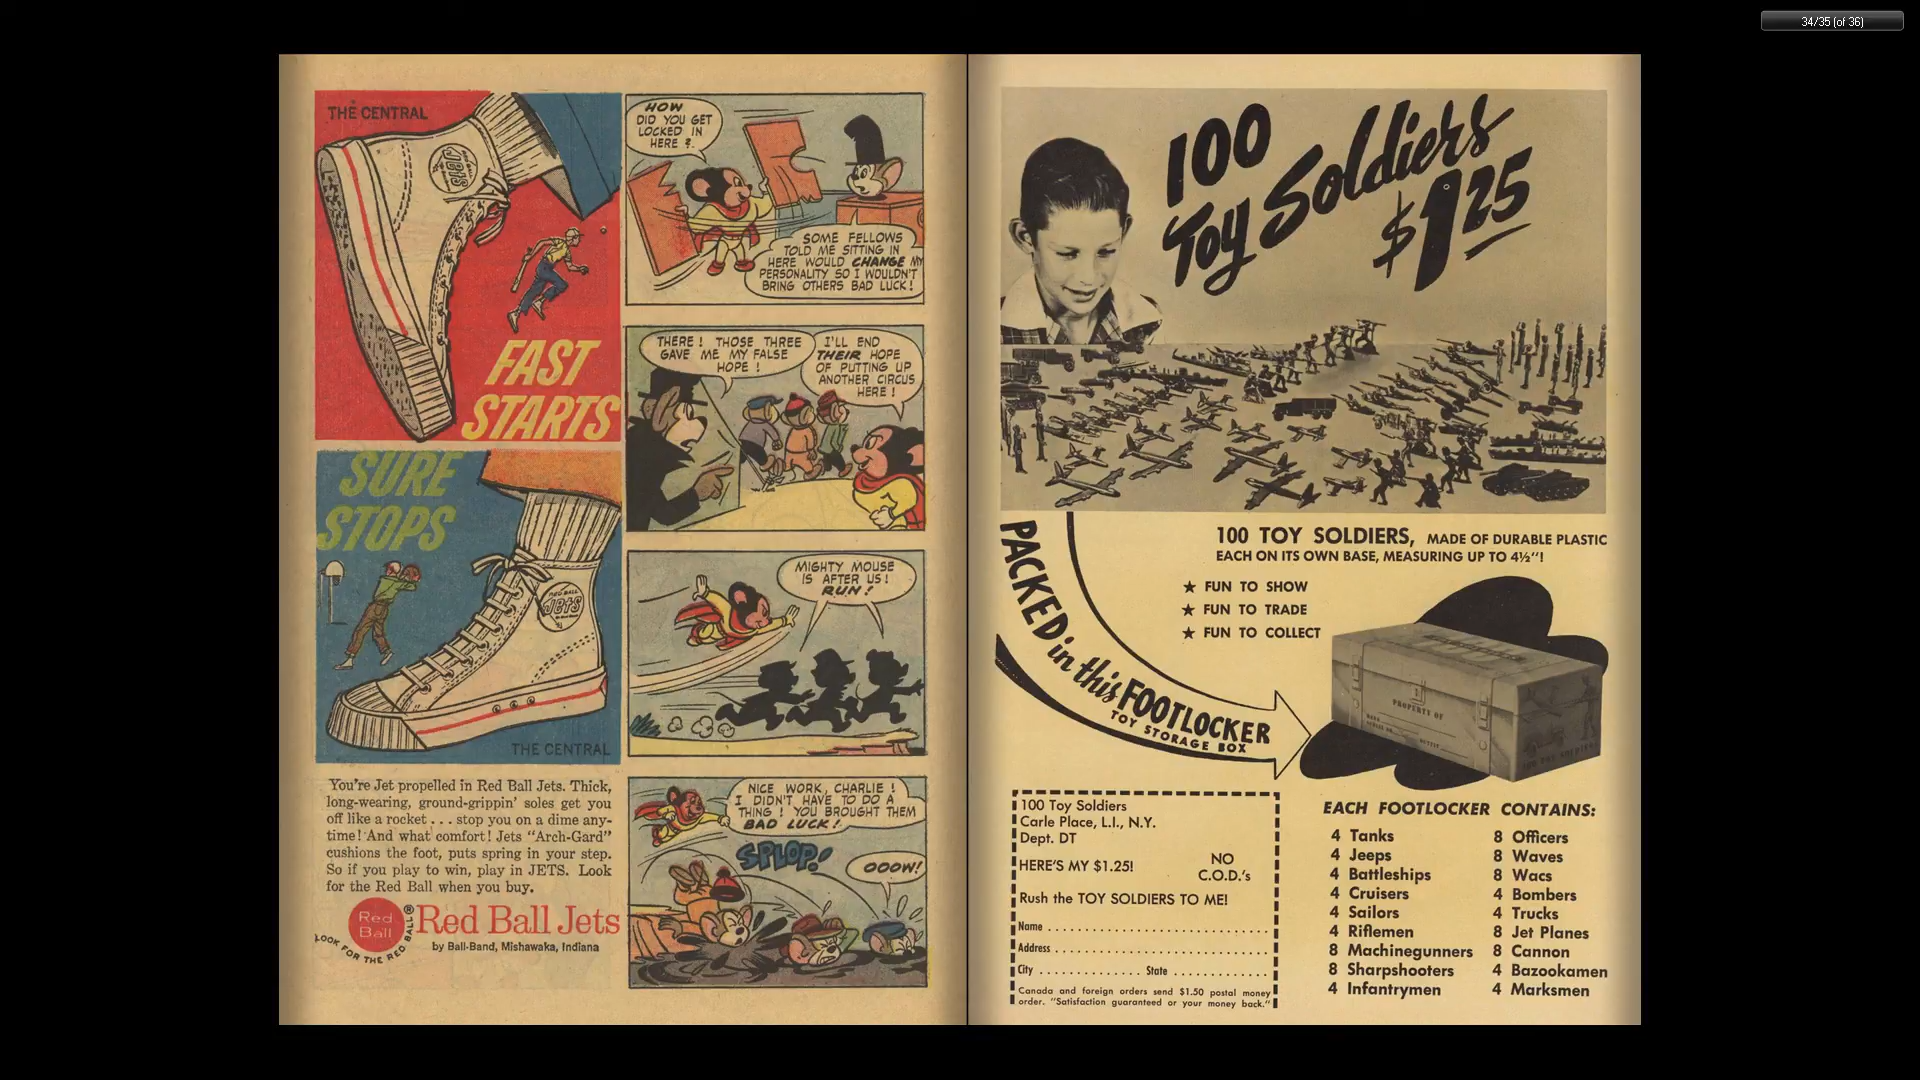 34/35 (of 36)
THE CENTRAL
FAST
STARTS
SURE
STOPS
RED BALL
JETS
THE CENTRAL
You're Jet propelled in Red Ball Jets. Thick,
long-wearing, ground-grippin' soles get you
off like a rocket . . . stop you on a dime any-
time! And what comfort! Jets "Arch-Gard"
cushions the foot, puts spring in your step.
So if you play to win, play in JETS. Look
for the Red Ball when you buy.
Red
Ball
LOOK FOR THE RED BALL®
Red Ball Jets
by Ball-Band, Mishawaka, Indiana
HOW
DID YOU GET
LOCKED IN
HERE ?
SOME FELLOWS
TOLD ME SITTING IN
HERE WOULD CHANGE MY
PERSONALITY SO I WOULDN'T
BRING OTHERS BAD LUCK!
THERE! THOSE THREE
GAVE ME MY FALSE
HOPE!
I'LL END
THEIR HOPE
OF PUTTING UP
ANOTHER CIRCUS
HERE!
MIGHTY MOUSE
IS AFTER US!
RUN!
NICE WORK, CHARLIE!
I DIDN'T HAVE TO DO A
THING! YOU BROUGHT THEM
BAD LUCK!
SPLOP!
OOOW!
100
Toy Soldiers
$1.25
PACKED in this FOOTLOCKER
TOY STORAGE BOX
100 TOY SOLDIERS, MADE OF DURABLE PLASTIC
EACH ON ITS OWN BASE, MEASURING UP TO 4½"!
★ FUN TO SHOW
★ FUN TO TRADE
★ FUN TO COLLECT
PROPERTY OF
100 Toy Soldiers
Carle Place, L.I., N.Y.
Dept. DT
HERE'S MY $1.25!
NO
C.O.D.'s
Rush the TOY SOLDIERS TO ME!
Name
Address
City State
Canada and foreign orders send $1.50 postal money
order. "Satisfaction guaranteed or your money back."
EACH FOOTLOCKER CONTAINS:
4 Tanks
4 Jeeps
4 Battleships
4 Cruisers
4 Sailors
4 Riflemen
8 Machinegunners
8 Sharpshooters
4 Infantrymen
8 Officers
8 Waves
8 Wacs
4 Bombers
4 Trucks
8 Jet Planes
8 Cannon
4 Bazookamen
4 Marksmen